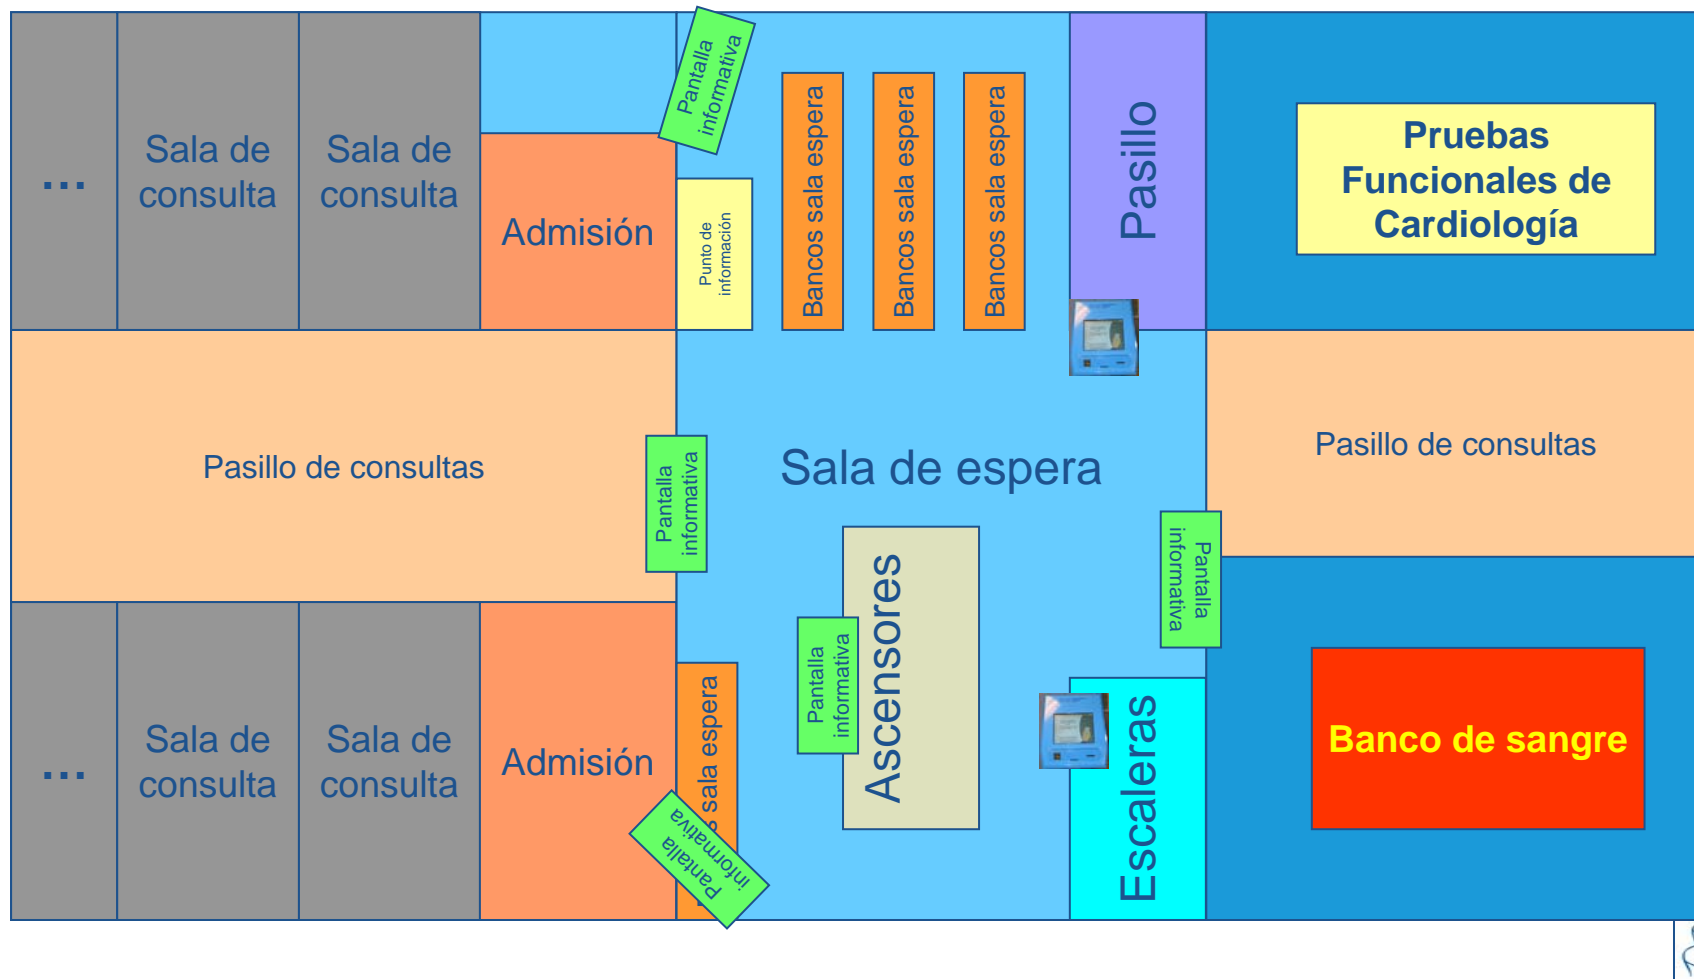 Pantalla
informativa
...
Sala de
consulta
Sala de
consulta
Admisión
Punto de
información
Bancos sala espera
Bancos sala espera
Bancos sala espera
Pasillo
Pruebas
Funcionales de
Cardiología
Pasillo de consultas
Pantalla
informativa
Sala de espera
Pasillo de consultas
Pantalla
informativa
...
Sala de
consulta
Sala de
consulta
Admisión
sala espera
Pantalla
informativa
Pantalla
informativa
Ascensores
Escaleras
Banco de sangre